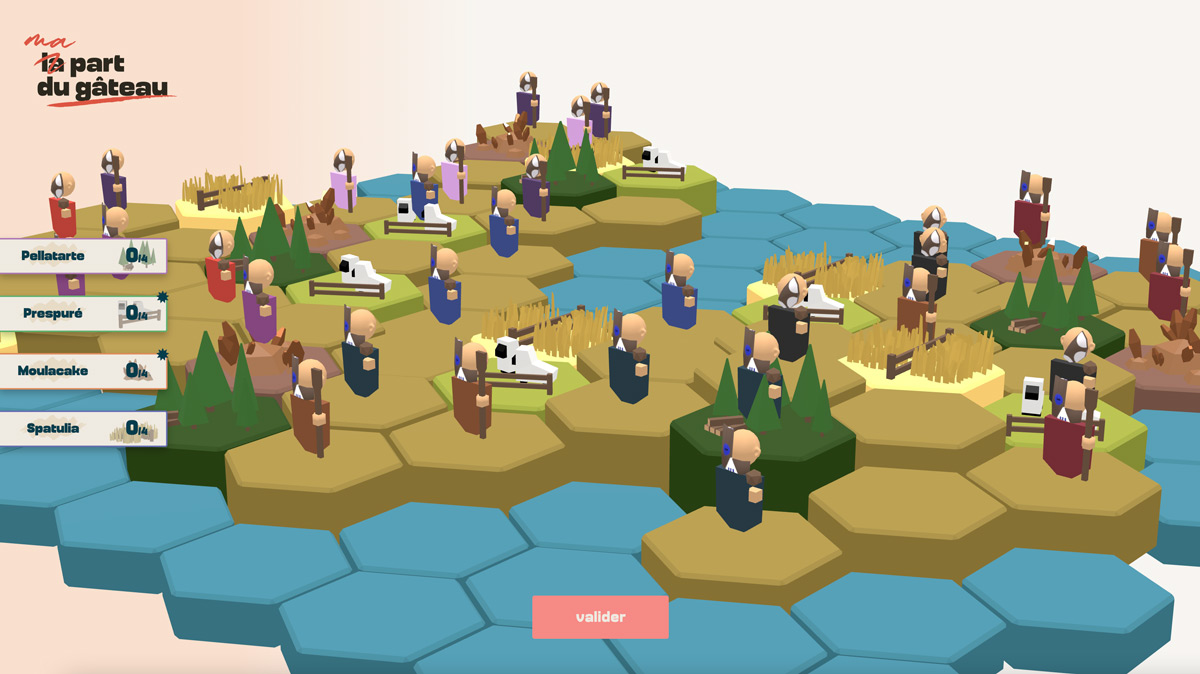 ma
la part
du gâteau
Pellatarte 0/4
Prespuré 0/4
Moulacake 0/4
Spatulia 0/4
valider